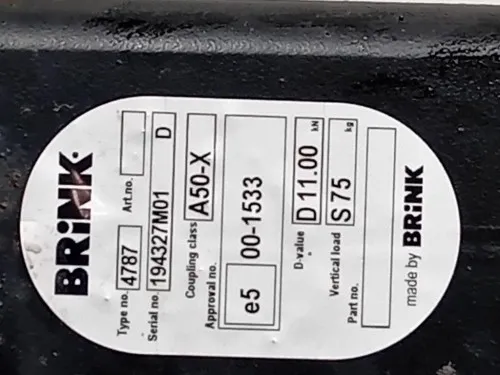 BRiNK
Type no. 4787 Art.no.
Serial no. 194327M01 D
Coupling class A50-X
Approval no.
e5 00-1533
D-value D 11.00 kN
Vertical load S 75 kg
Part no.
made by BRiNK